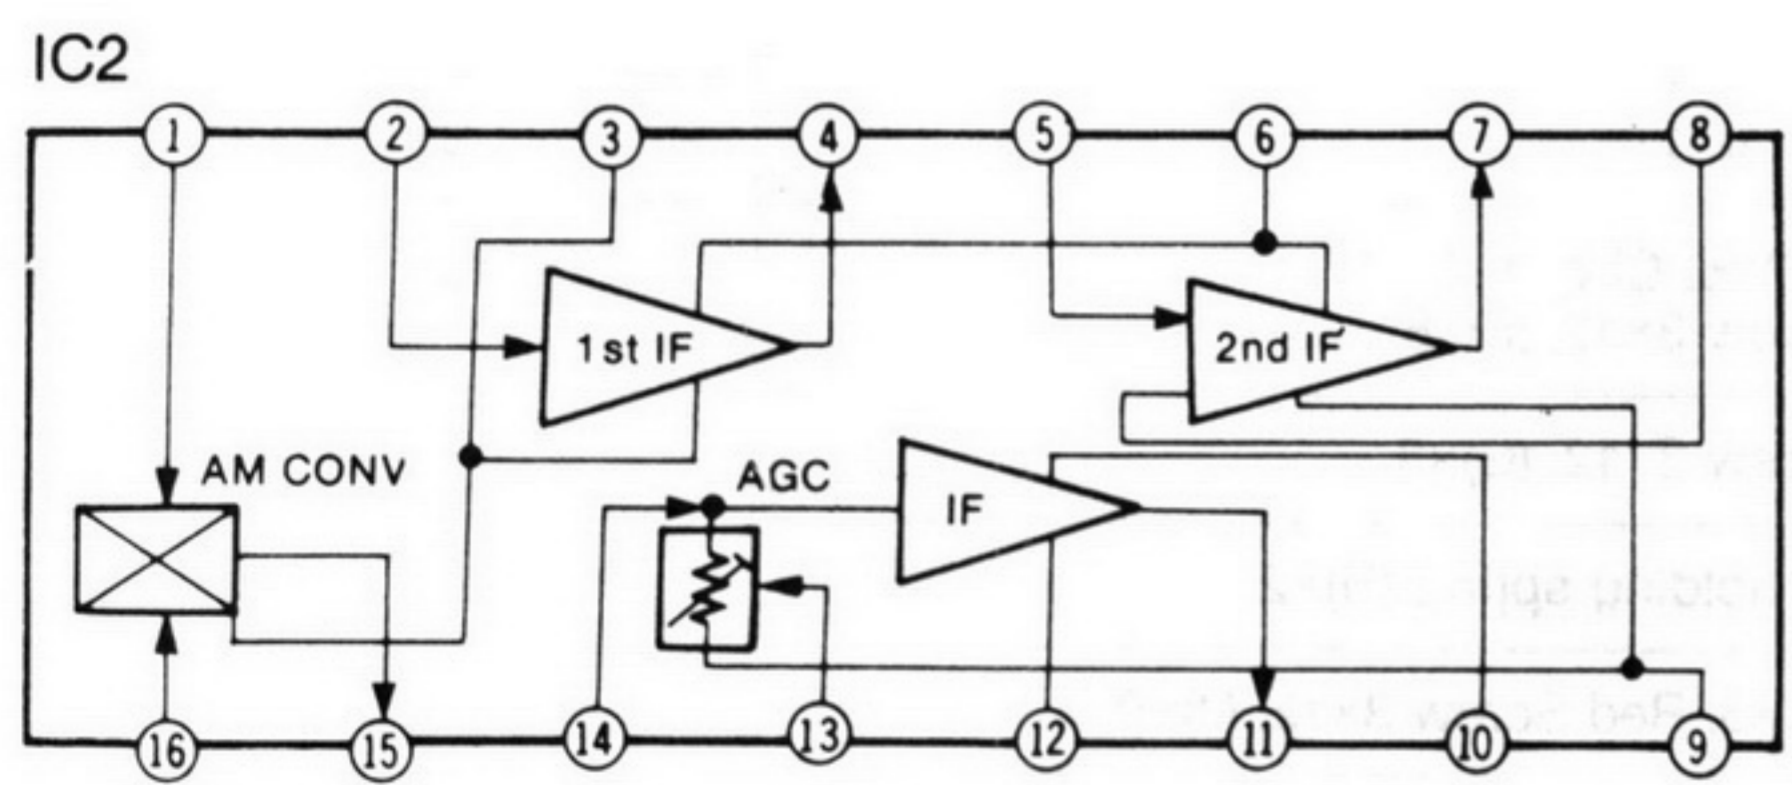 IC2
1 2 3 4 5 6 7 8
1st IF
2nd IF
AM CONV
AGC
IF
16 15 14 13 12 11 10 9